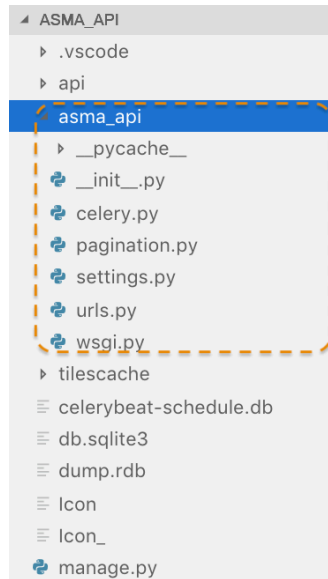 ASMA_API
.vscode
api
asma_api
__pycache__
__init__.py
celery.py
pagination.py
settings.py
urls.py
wsgi.py
tilescache
celerybeat-schedule.db
db.sqlite3
dump.rdb
Icon
Icon_
manage.py